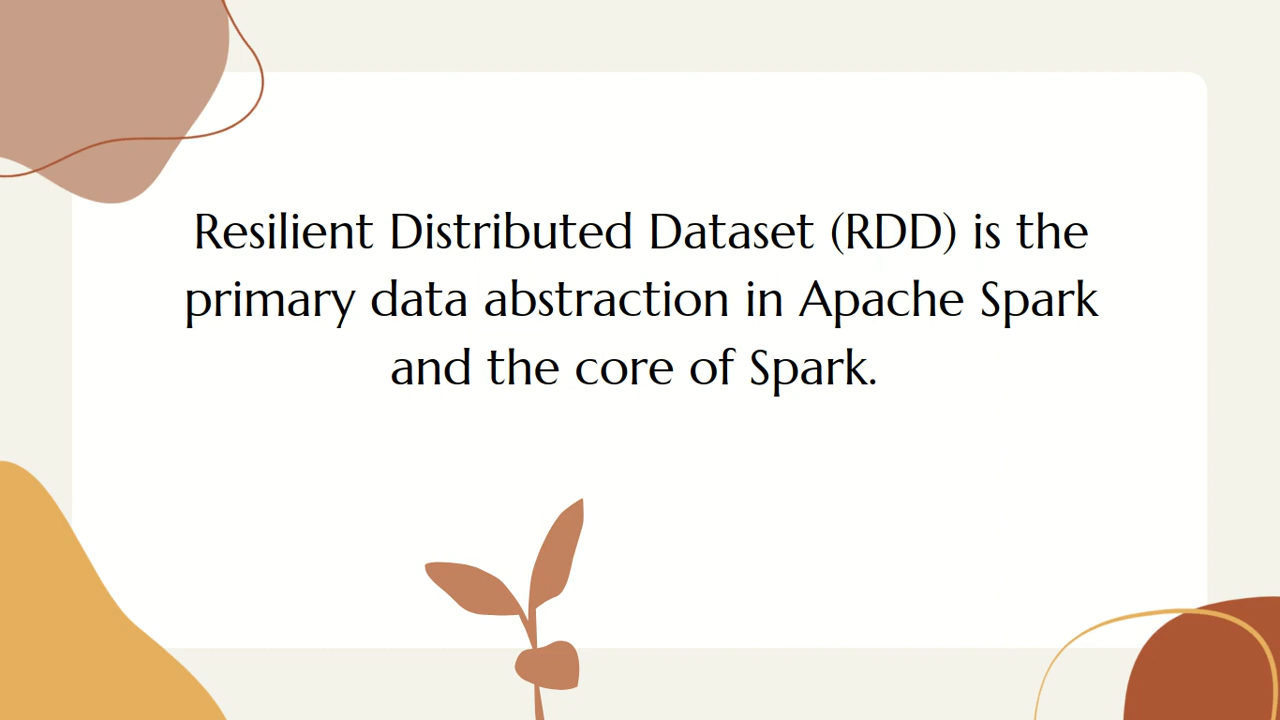 Resilient Distributed Dataset (RDD) is the
primary data abstraction in Apache Spark
and the core of Spark.